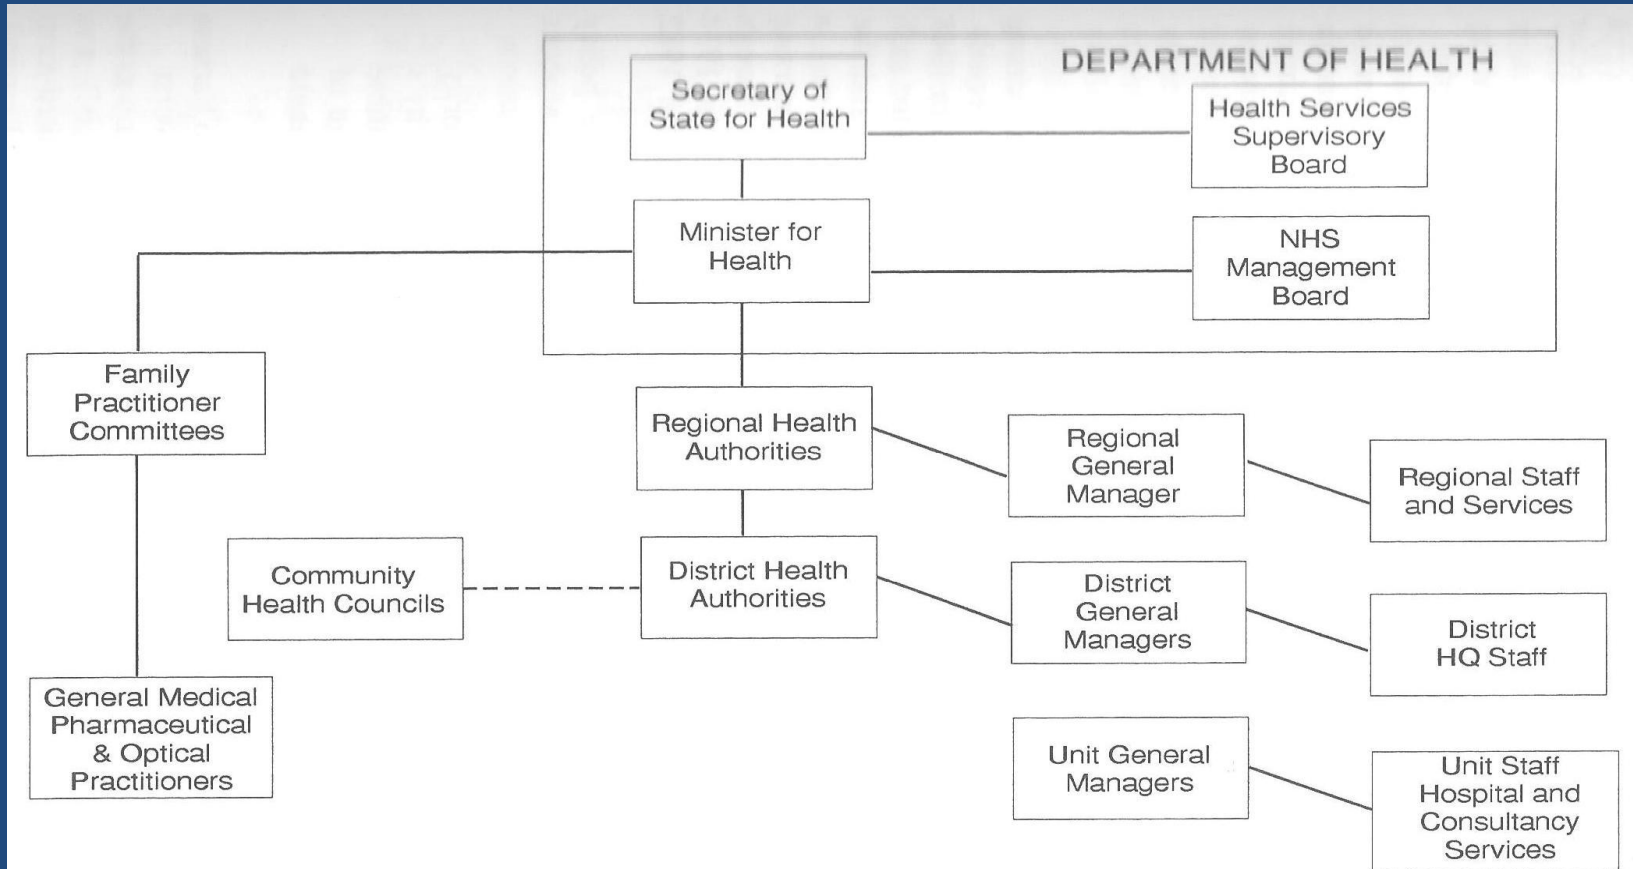 DEPARTMENT OF HEALTH
Secretary of
State for Health
Health Services
Supervisory
Board
Minister for
Health
NHS
Management
Board
Family
Practitioner
Committees
Regional Health
Authorities
Regional
General
Manager
Regional Staff
and Services
Community
Health Councils
District Health
Authorities
District
General
Managers
District
HQ Staff
General Medical
Pharmaceutical
& Optical
Practitioners
Unit General
Managers
Unit Staff
Hospital and
Consultancy
Services